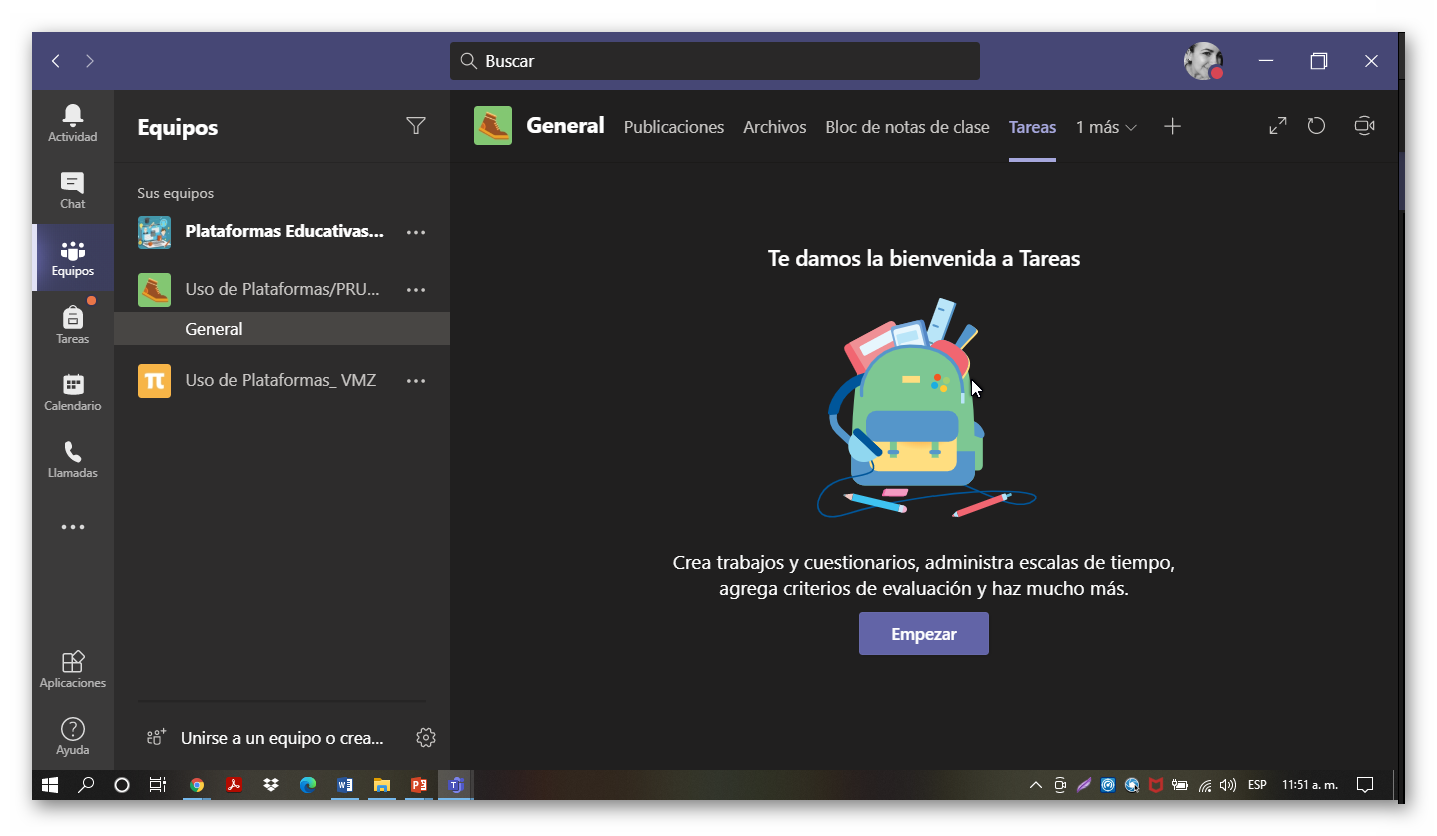 Buscar
Actividad
Chat
Equipos
Tareas
Calendario
Llamadas
Aplicaciones
Ayuda
Equipos
Sus equipos
Plataformas Educativas...
Uso de Plataformas/PRU...
General
Uso de Plataformas_ VMZ
Unirse a un equipo o crea...
General Publicaciones Archivos Bloc de notas de clase Tareas 1 más
Te damos la bienvenida a Tareas
Crea trabajos y cuestionarios, administra escalas de tiempo,
agrega criterios de evaluación y haz mucho más.
Empezar
ESP 11:51 a. m.